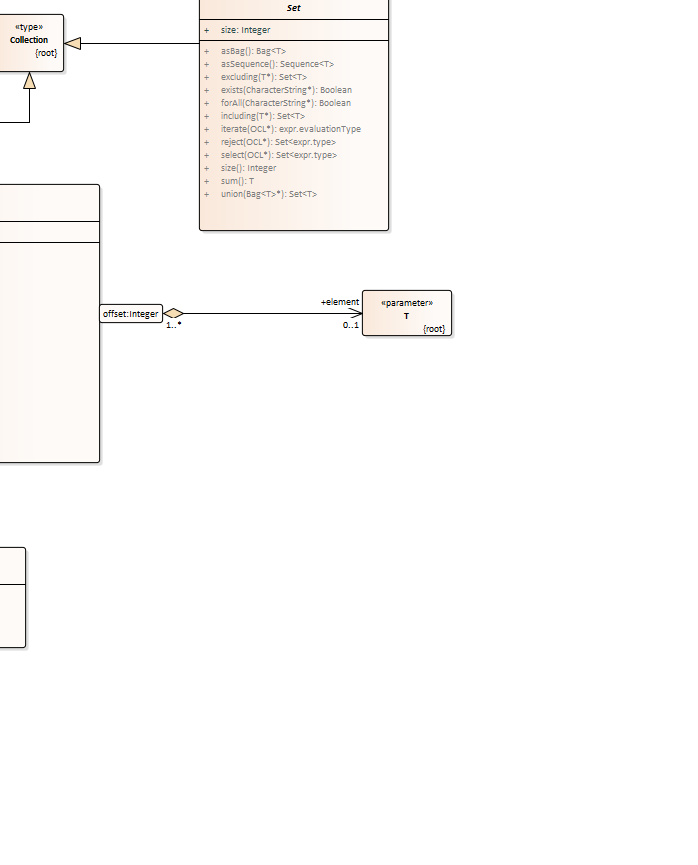 Set
+ size: Integer
+ asBag(): Bag<T>
+ asSequence(): Sequence<T>
+ excluding(T*): Set<T>
+ exists(CharacterString*): Boolean
+ forAll(CharacterString*): Boolean
+ including(T*): Set<T>
+ iterate(OCL*): expr.evaluationType
+ reject(OCL*): Set<expr.type>
+ select(OCL*): Set<expr.type>
+ size(): Integer
+ sum(): T
+ union(Bag<T>*): Set<T>
«type»
Collection
{root}
offset:Integer
1..*
+element
0..1
«parameter»
T
{root}